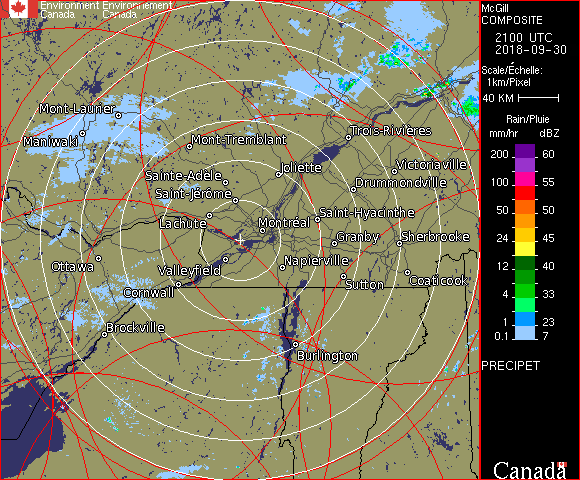 Environment Environnement
Canada Canada
McGill
COMPOSITE
2100 UTC
2018-09-30
Scale/Échelle:
1km/Pixel
40 KM
Rain/Pluie
mm/hr dBZ
200 60
100 55
50 50
24 45
12 40
4 33
1 23
0.1 7
PRECIPET
Mont-Laurier
Maniwaki
Mont-Tremblant
Trois-Rivières
Sainte-Adèle
Joliette
Victoriaville
Saint-Jérôme
Drummondville
Lachute
Montréal
Saint-Hyacinthe
Granby
Sherbrooke
Ottawa
Valleyfield
Napierville
Cornwall
Sutton
Coaticook
Brockville
Burlington
Canada